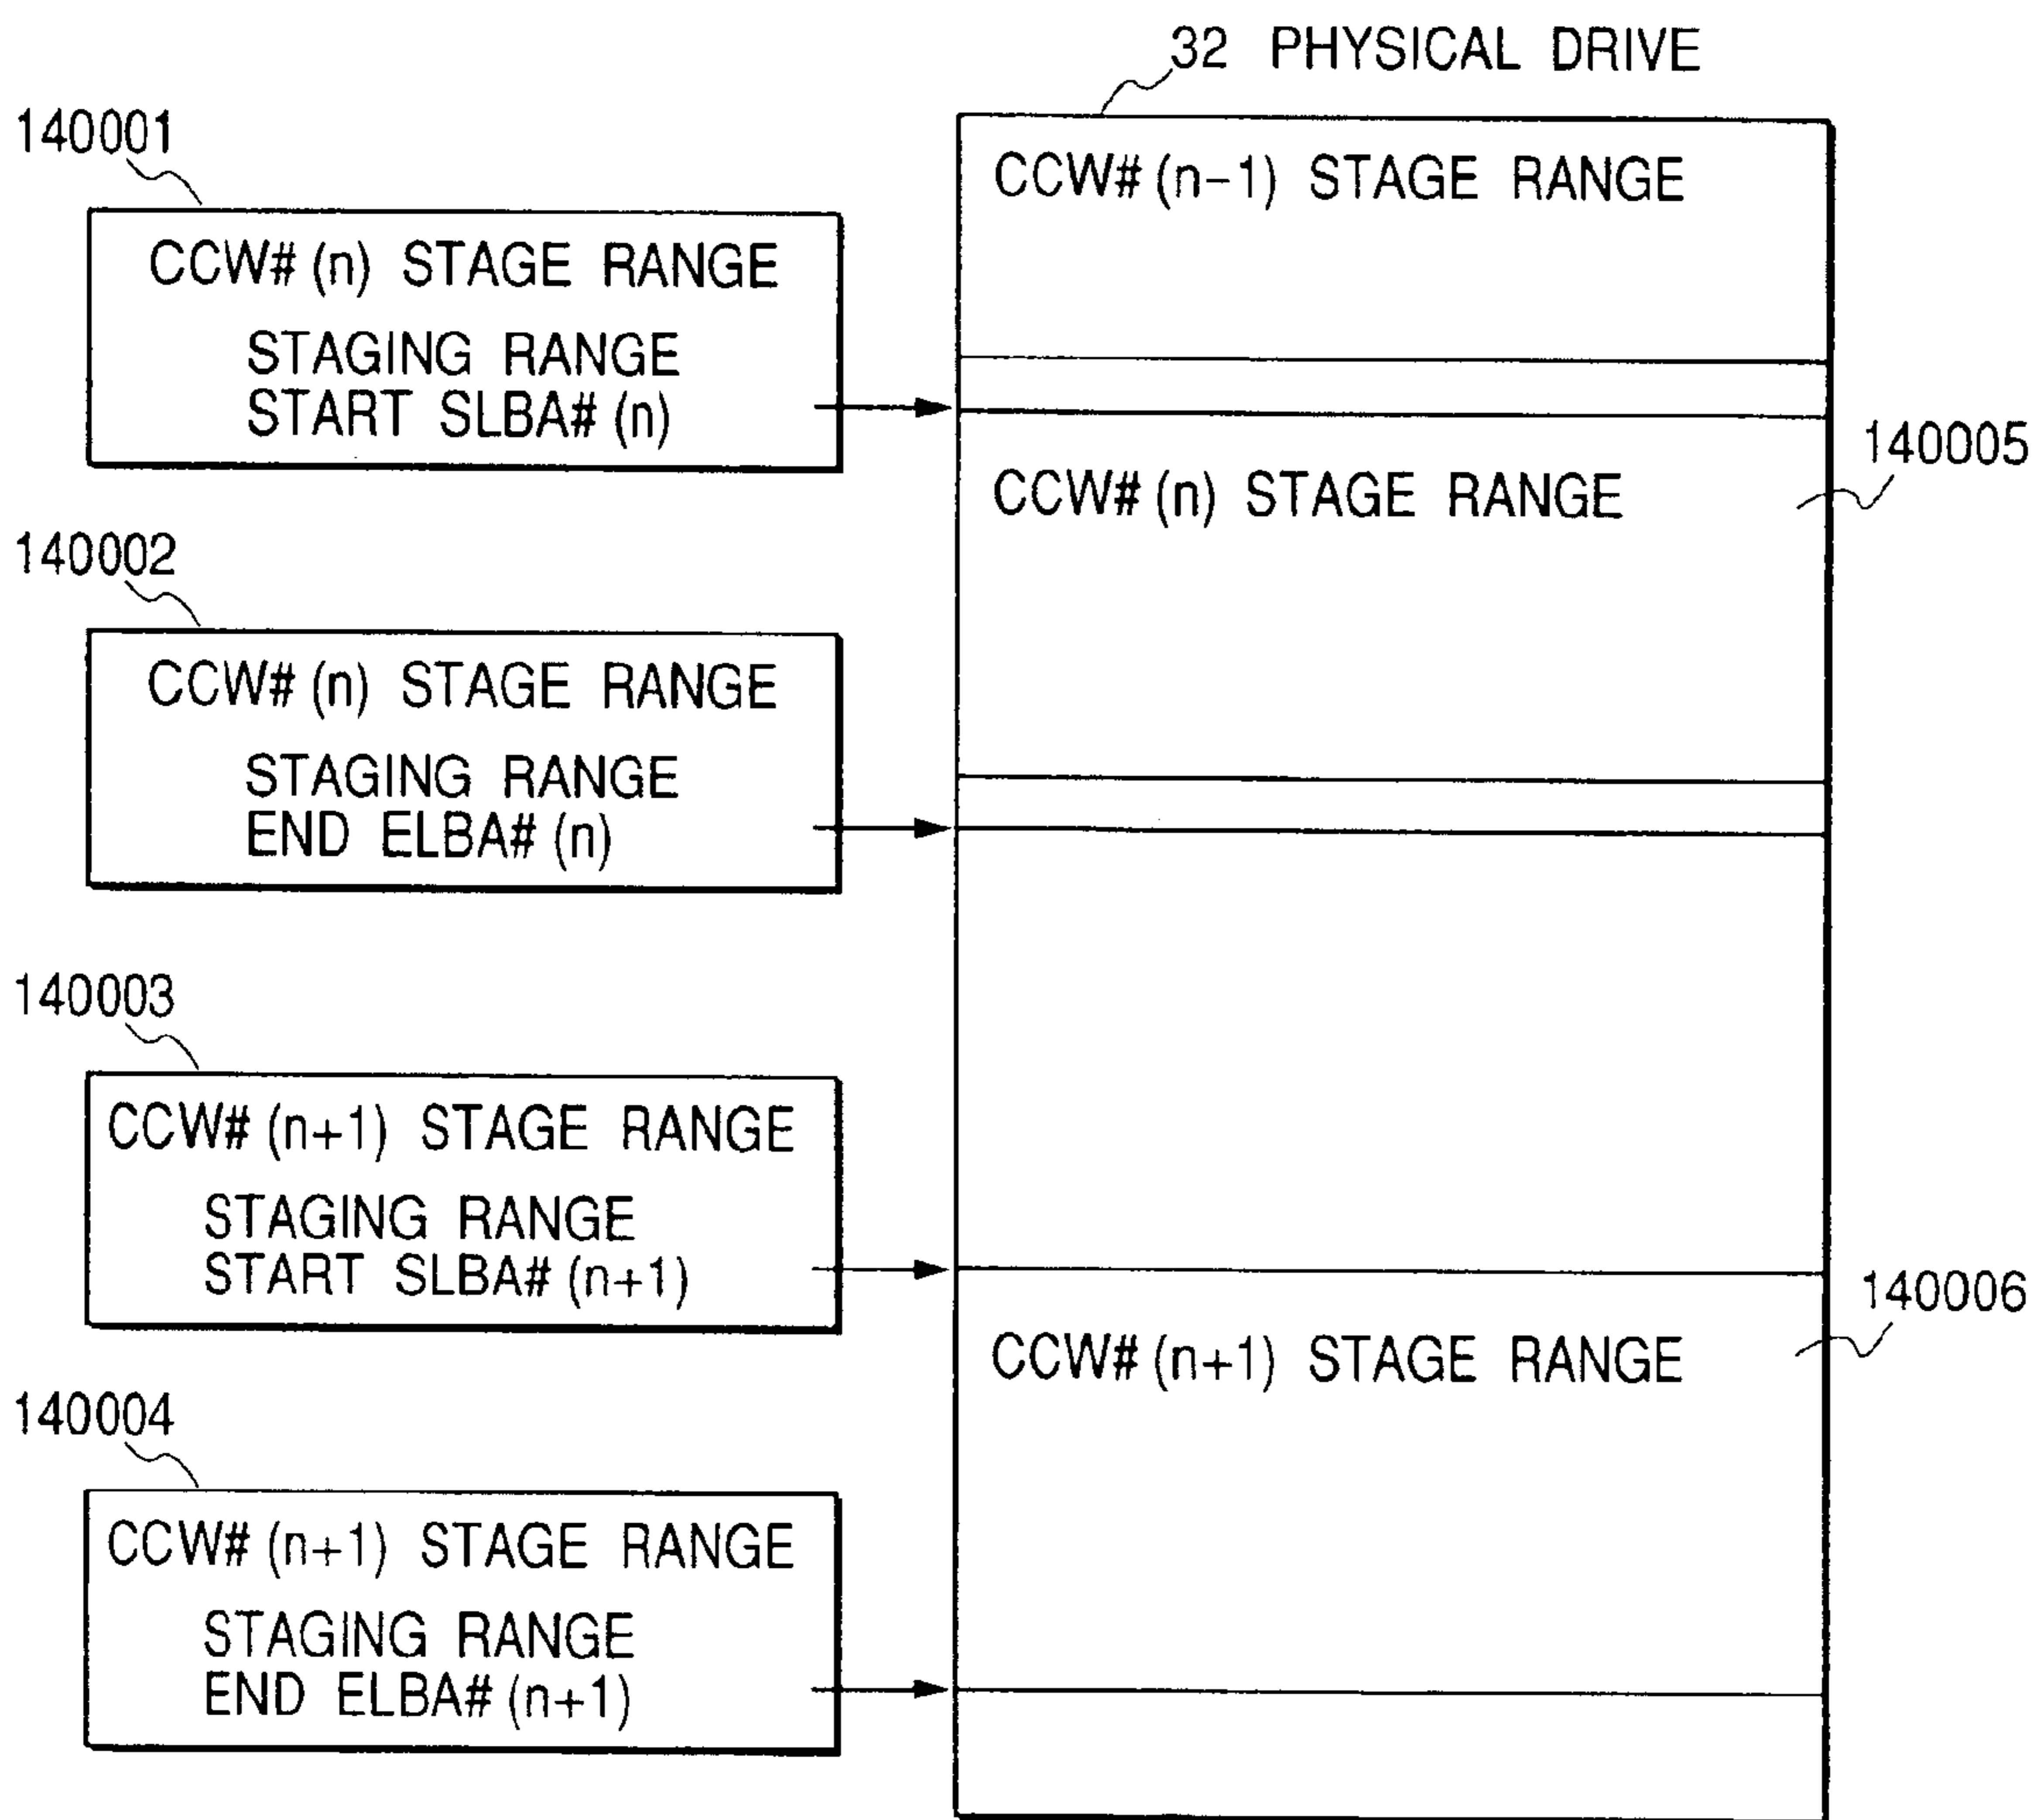 32 PHYSICAL DRIVE
140001
CCW# (n) STAGE RANGE
STAGING RANGE
START SLBA# (n)
140002
CCW# (n) STAGE RANGE
STAGING RANGE
END ELBA# (n)
140003
CCW# (n+1) STAGE RANGE
STAGING RANGE
START SLBA# (n+1)
140004
CCW# (n+1) STAGE RANGE
STAGING RANGE
END ELBA# (n+1)
CCW# (n-1) STAGE RANGE
CCW# (n) STAGE RANGE
140005
CCW# (n+1) STAGE RANGE
140006